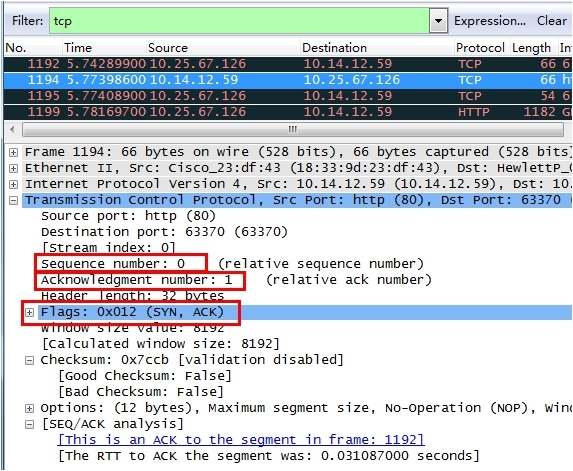 Filter: tcp Expression... Clear
No. Time Source Destination Protocol Length
1192 5.74289900 10.25.67.126 10.14.12.59 TCP 66 6
1194 5.77398600 10.14.12.59 10.25.67.126 TCP 66
1195 5.77408900 10.25.67.126 10.14.12.59 TCP 54 6
1199 5.78169700 10.25.67.126 10.14.12.59 HTTP 1182
Frame 1194: 66 bytes on wire (528 bits), 66 bytes captured (528 bits)
Ethernet II, Src: Cisco_23:df:43 (18:33:9d:23:df:43), Dst: HewlettP_
Internet Protocol Version 4, Src: 10.14.12.59 (10.14.12.59), Dst: 10.
Transmission Control Protocol, Src Port: http (80), Dst Port: 63370
Source port: http (80)
Destination port: 63370 (63370)
[Stream index: 0]
Sequence number: 0 (relative sequence number)
Acknowledgment number: 1 (relative ack number)
Header length: 32 bytes
Flags: 0x012 (SYN, ACK)
Window size value: 8192
[Calculated window size: 8192]
Checksum: 0x7ccb [validation disabled]
[Good Checksum: False]
[Bad Checksum: False]
Options: (12 bytes), Maximum segment size, No-Operation (NOP),
[SEQ/ACK analysis]
[This is an ACK to the segment in frame: 1192]
[The RTT to ACK the segment was: 0.031087000 seconds]